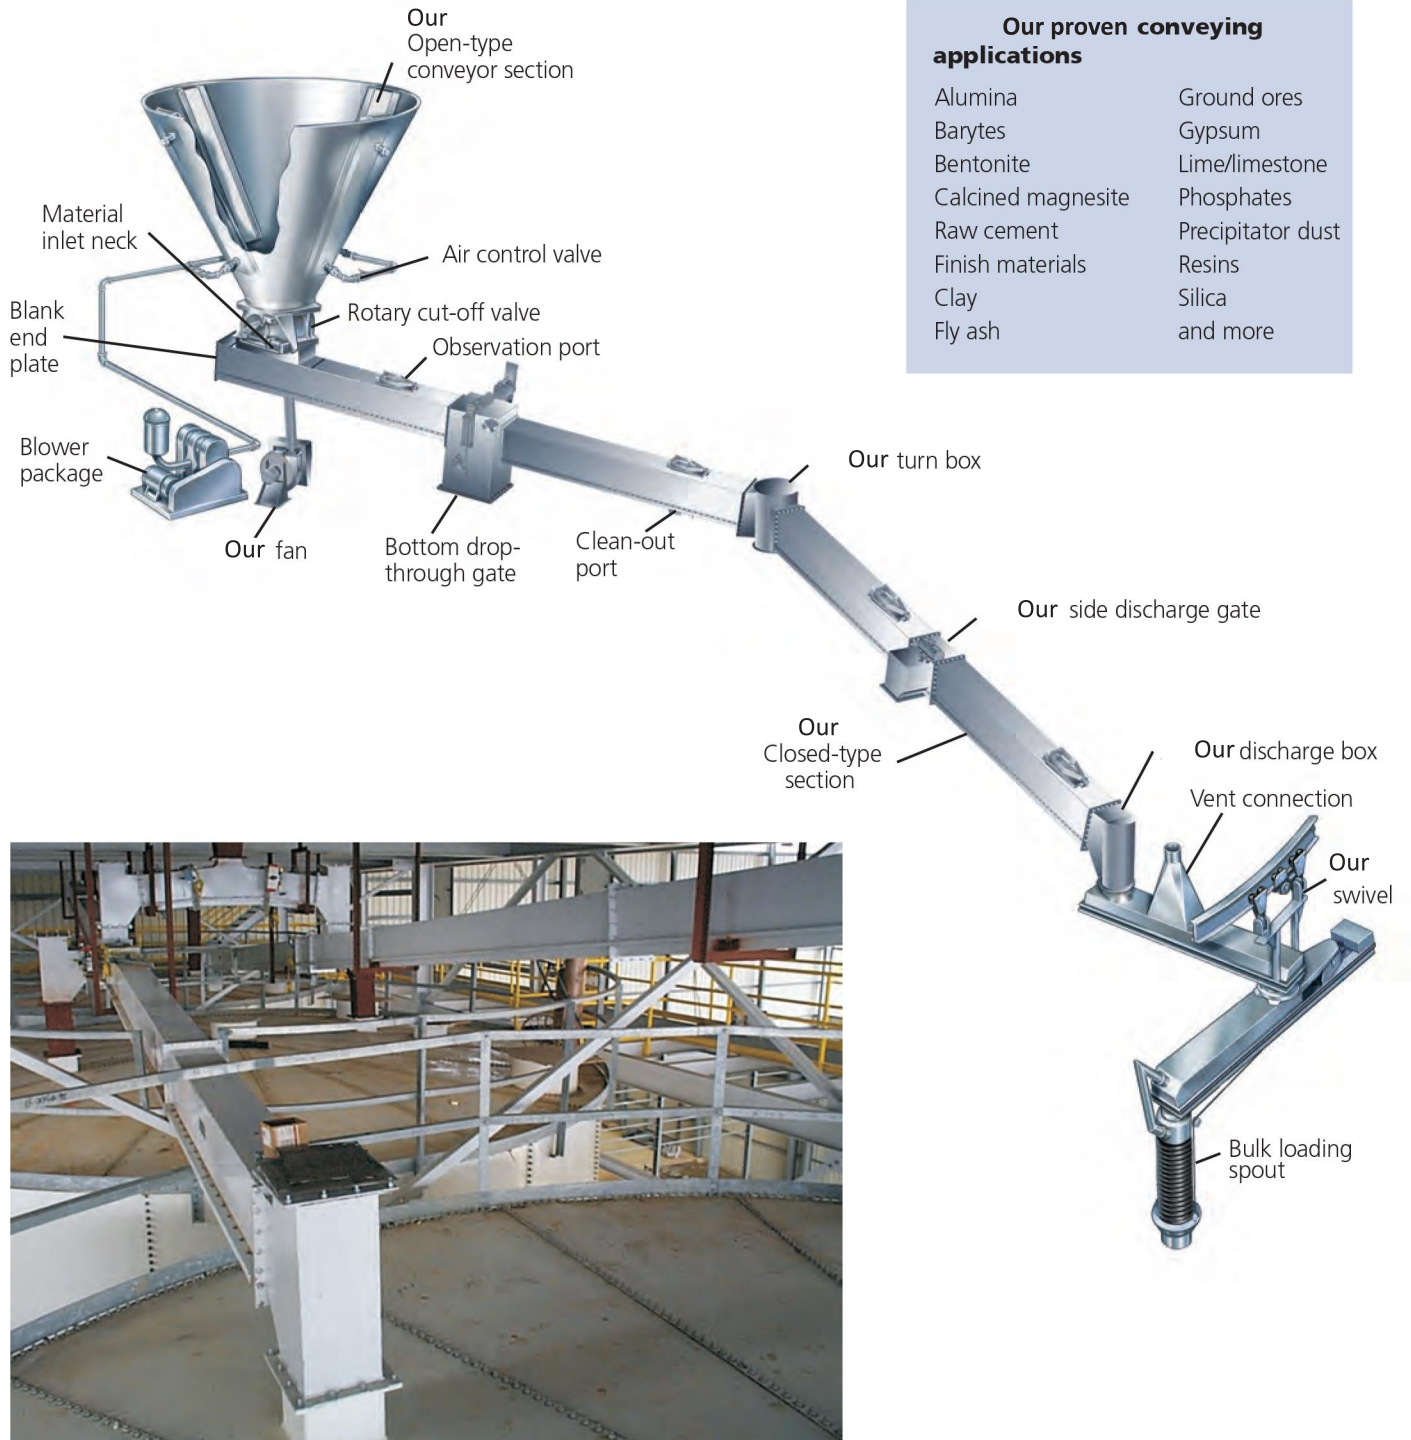 Our
Open-type
conveyor section
Our proven conveying
applications
Alumina
Barytes
Bentonite
Calcined magnesite
Raw cement
Finish materials
Clay
Fly ash
Ground ores
Gypsum
Lime/limestone
Phosphates
Precipitator dust
Resins
Silica
and more
Material
inlet neck
Air control valve
Blank
end
plate
Rotary cut-off valve
Observation port
Blower
package
Our fan
Bottom drop-
through gate
Clean-out
port
Our turn box
Our side discharge gate
Our
Closed-type
section
Our discharge box
Vent connection
Our
swivel
Bulk loading
spout